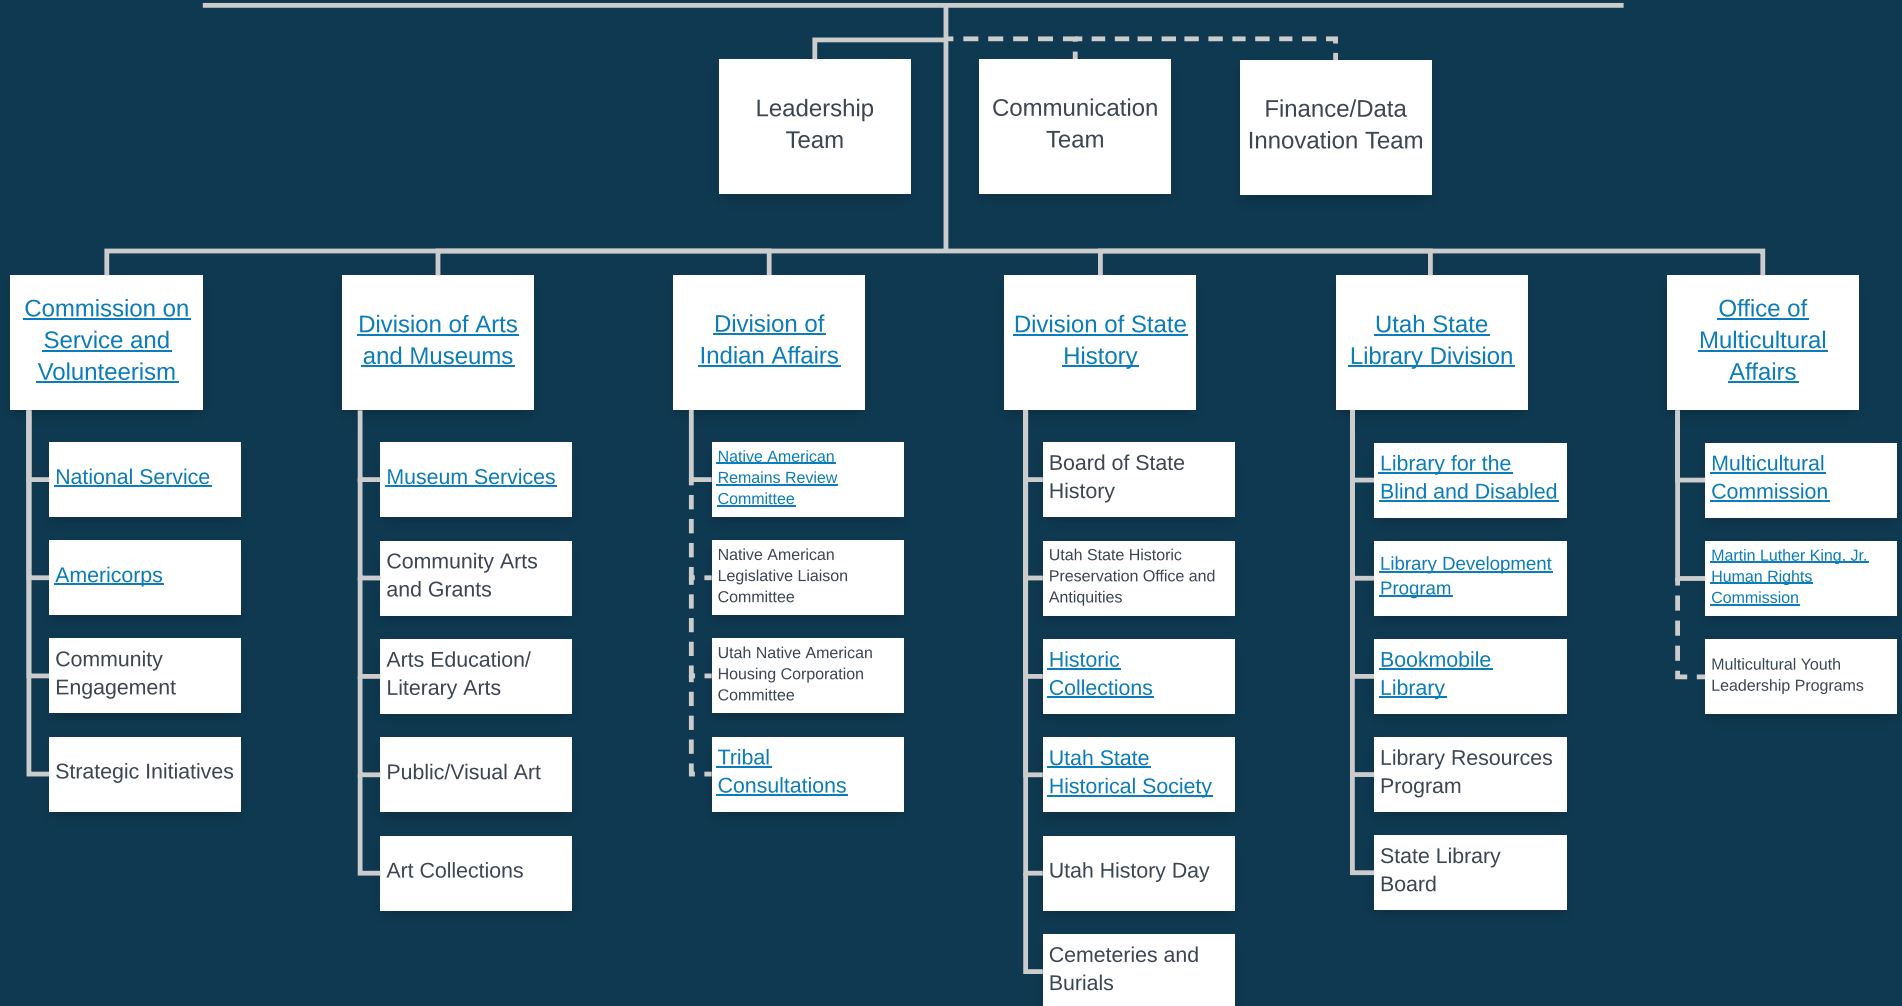 Leadership
Team
Communication
Team
Finance/Data
Innovation Team
Commission on
Service and
Volunteerism
Division of Arts
and Museums
Division of
Indian Affairs
Division of State
History
Utah State
Library Division
Office of
Multicultural
Affairs
National Service
Americorps
Community
Engagement
Strategic Initiatives
Museum Services
Community Arts
and Grants
Arts Education/
Literary Arts
Public/Visual Art
Art Collections
Native American
Remains Review
Committee
Native American
Legislative Liaison
Committee
Utah Native American
Housing Corporation
Committee
Tribal
Consultations
Board of State
History
Utah State Historic
Preservation Office and
Antiquities
Historic
Collections
Utah State
Historical Society
Utah History Day
Cemeteries and
Burials
Library for the
Blind and Disabled
Library Development
Program
Bookmobile
Library
Library Resources
Program
State Library
Board
Multicultural
Commission
Martin Luther King, Jr.
Human Rights
Commission
Multicultural Youth
Leadership Programs